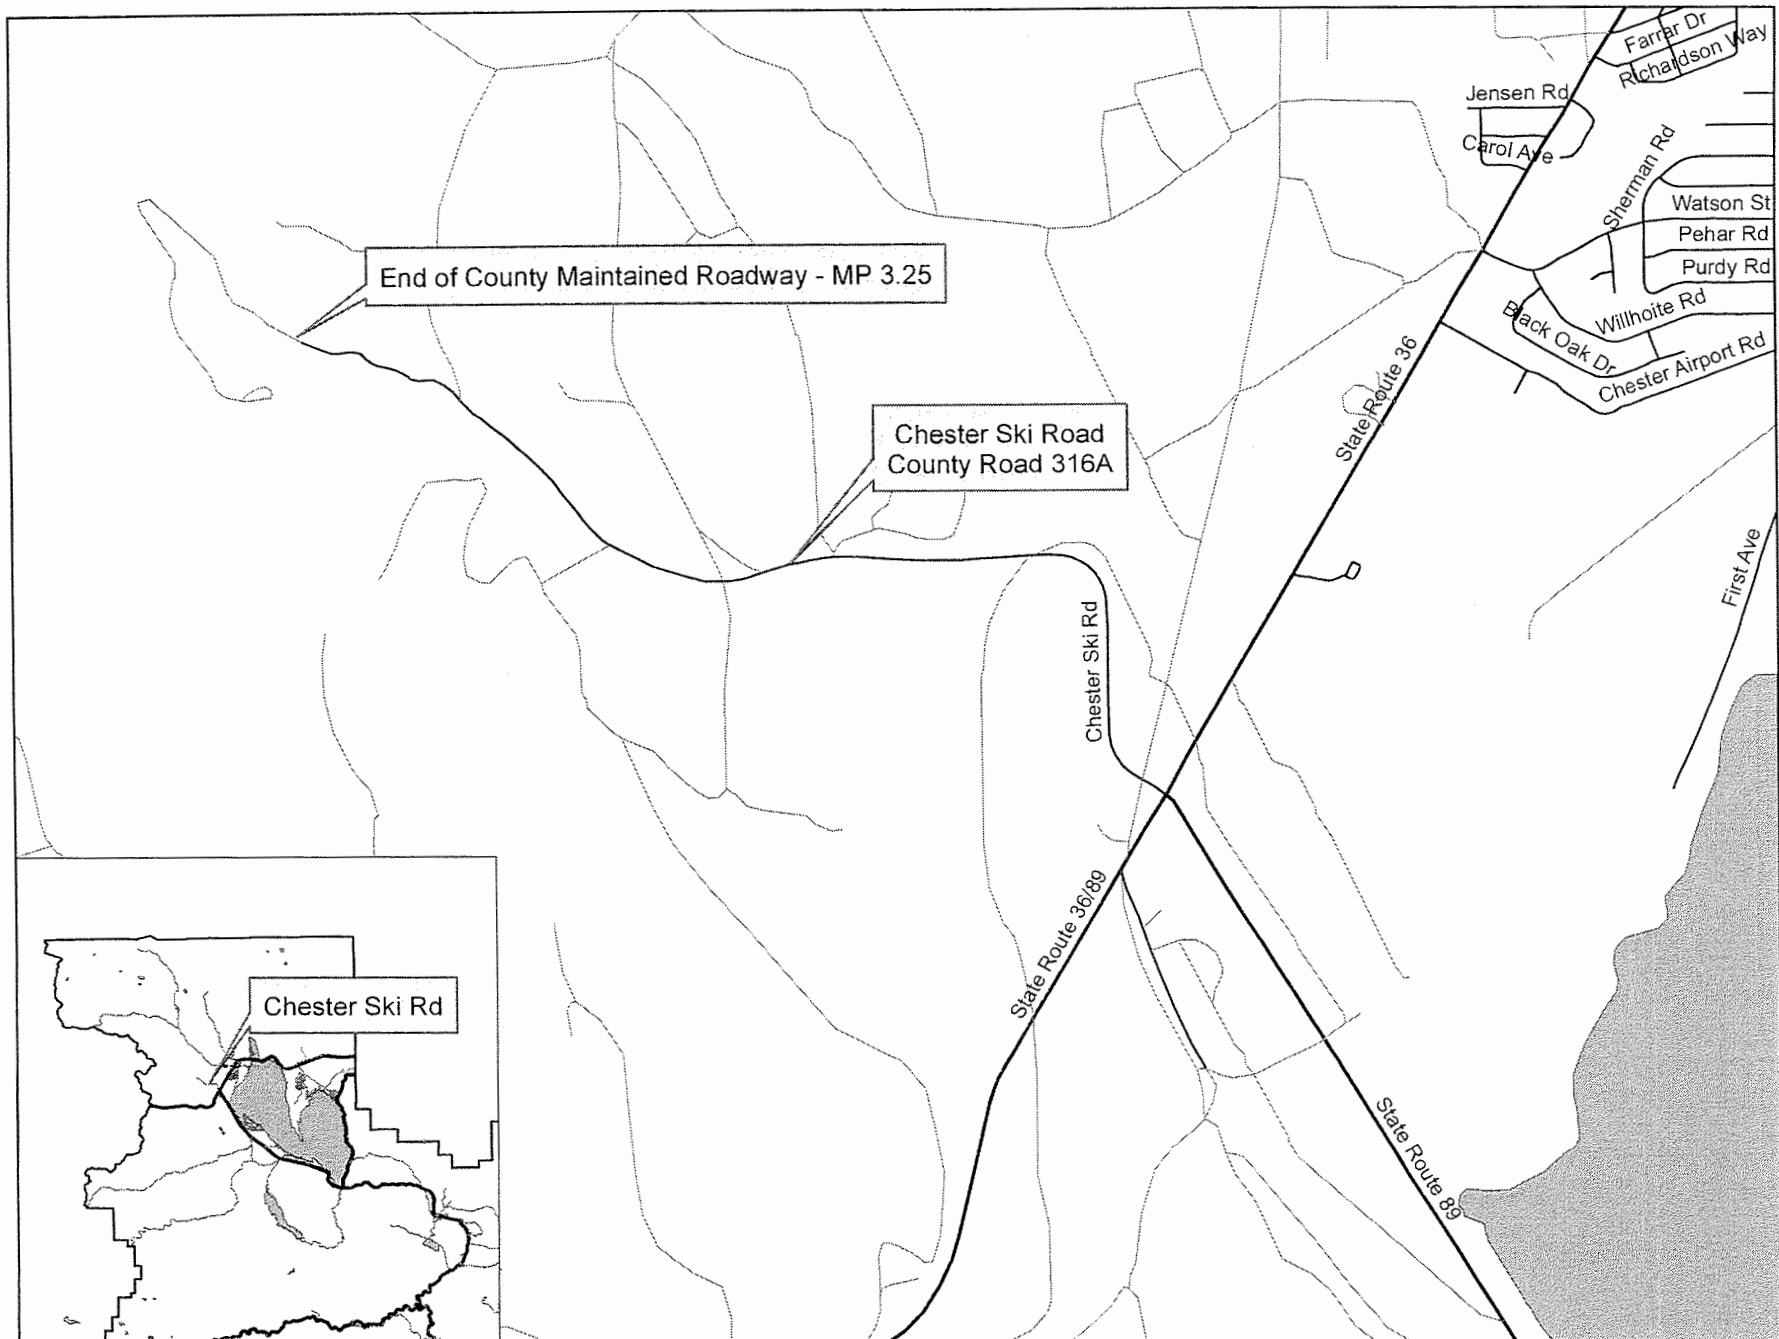 Farrar Dr
Richardson Way
Jensen Rd
Carol Ave
Sherman Rd
Watson St
Pehar Rd
Purdy Rd
End of County Maintained Roadway - MP 3.25
Willhoite Rd
Black Oak Dr
Chester Airport Rd
State Route 36
Chester Ski Road
County Road 316A
First Ave
Chester Ski Rd
State Route 36/89
Chester Ski Rd
State Route 89